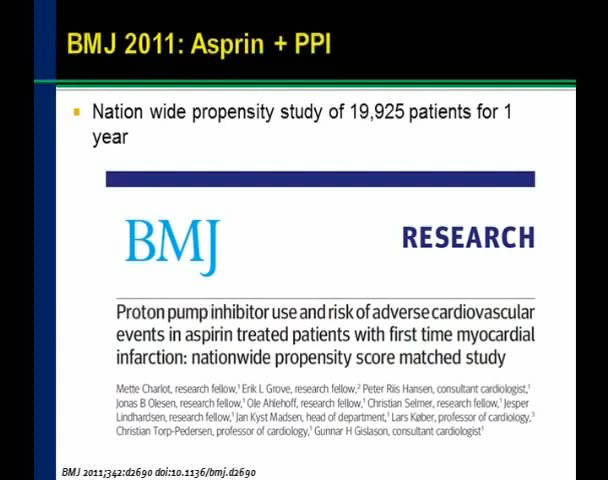 BMJ 2011: Asprin + PPI
Nation wide propensity study of 19,925 patients for 1
year
BMJ
RESEARCH
Proton pump inhibitor use and risk of adverse cardiovascular
events in aspirin treated patients with first time myocardial
infarction: nationwide propensity score matched study
Mette Charlot, research fellow,¹ Erik L Grove, research fellow,² Peter Riis Hansen, consultant cardiologist,¹
Jonas B Olesen, research fellow,¹ Ole Ahlehoff, research fellow,¹ Christian Selmer, research fellow,¹ Jesper
Lindhardsen, research fellow,¹ Jan Kyst Madsen, head of department,¹ Lars Køber, professor of cardiology,³
Christian Torp-Pedersen, professor of cardiology,¹ Gunnar H Gislason, consultant cardiologist¹
BMJ 2011;342:d2690 doi:10.1136/bmj.d2690